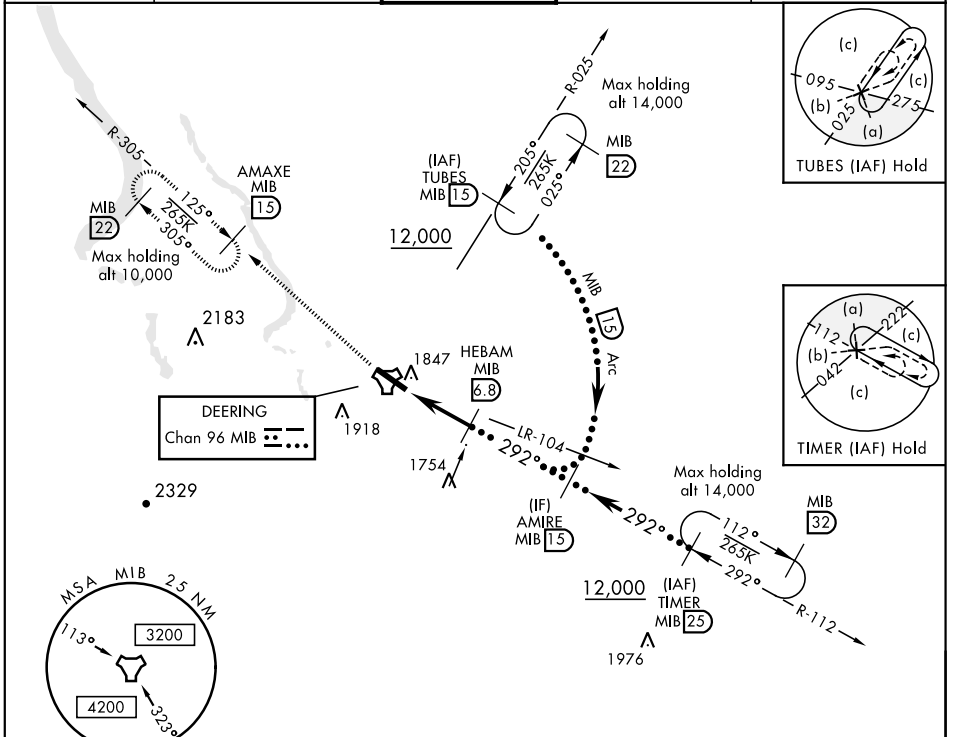 R-025
Max holding
alt 14,000
205°
265K
025°
MIB
22
(IAF)
TUBES
MIB 15
12,000
R-305
AMAXE
MIB
15
125°
265K
305°
MIB
22
Max holding
alt 10,000
MIB
15
Arc
2183
1847
HEBAM
MIB
6.8
DEERING
Chan 96 MIB
1918
LR-104
292°
1754
2329
(IF)
AMIRE
MIB 15
292°
Max holding
alt 14,000
112°
265K
292°
MIB
32
R-112
12,000
(IAF)
TIMER
MIB 25
1976
MSA MIB 25 NM
113°
3200
4200
323°
(c)
095
(b)
025
(a)
275
(c)
TUBES (IAF) Hold
(a)
222
112
(c)
(b)
042
(c)
TIMER (IAF) Hold